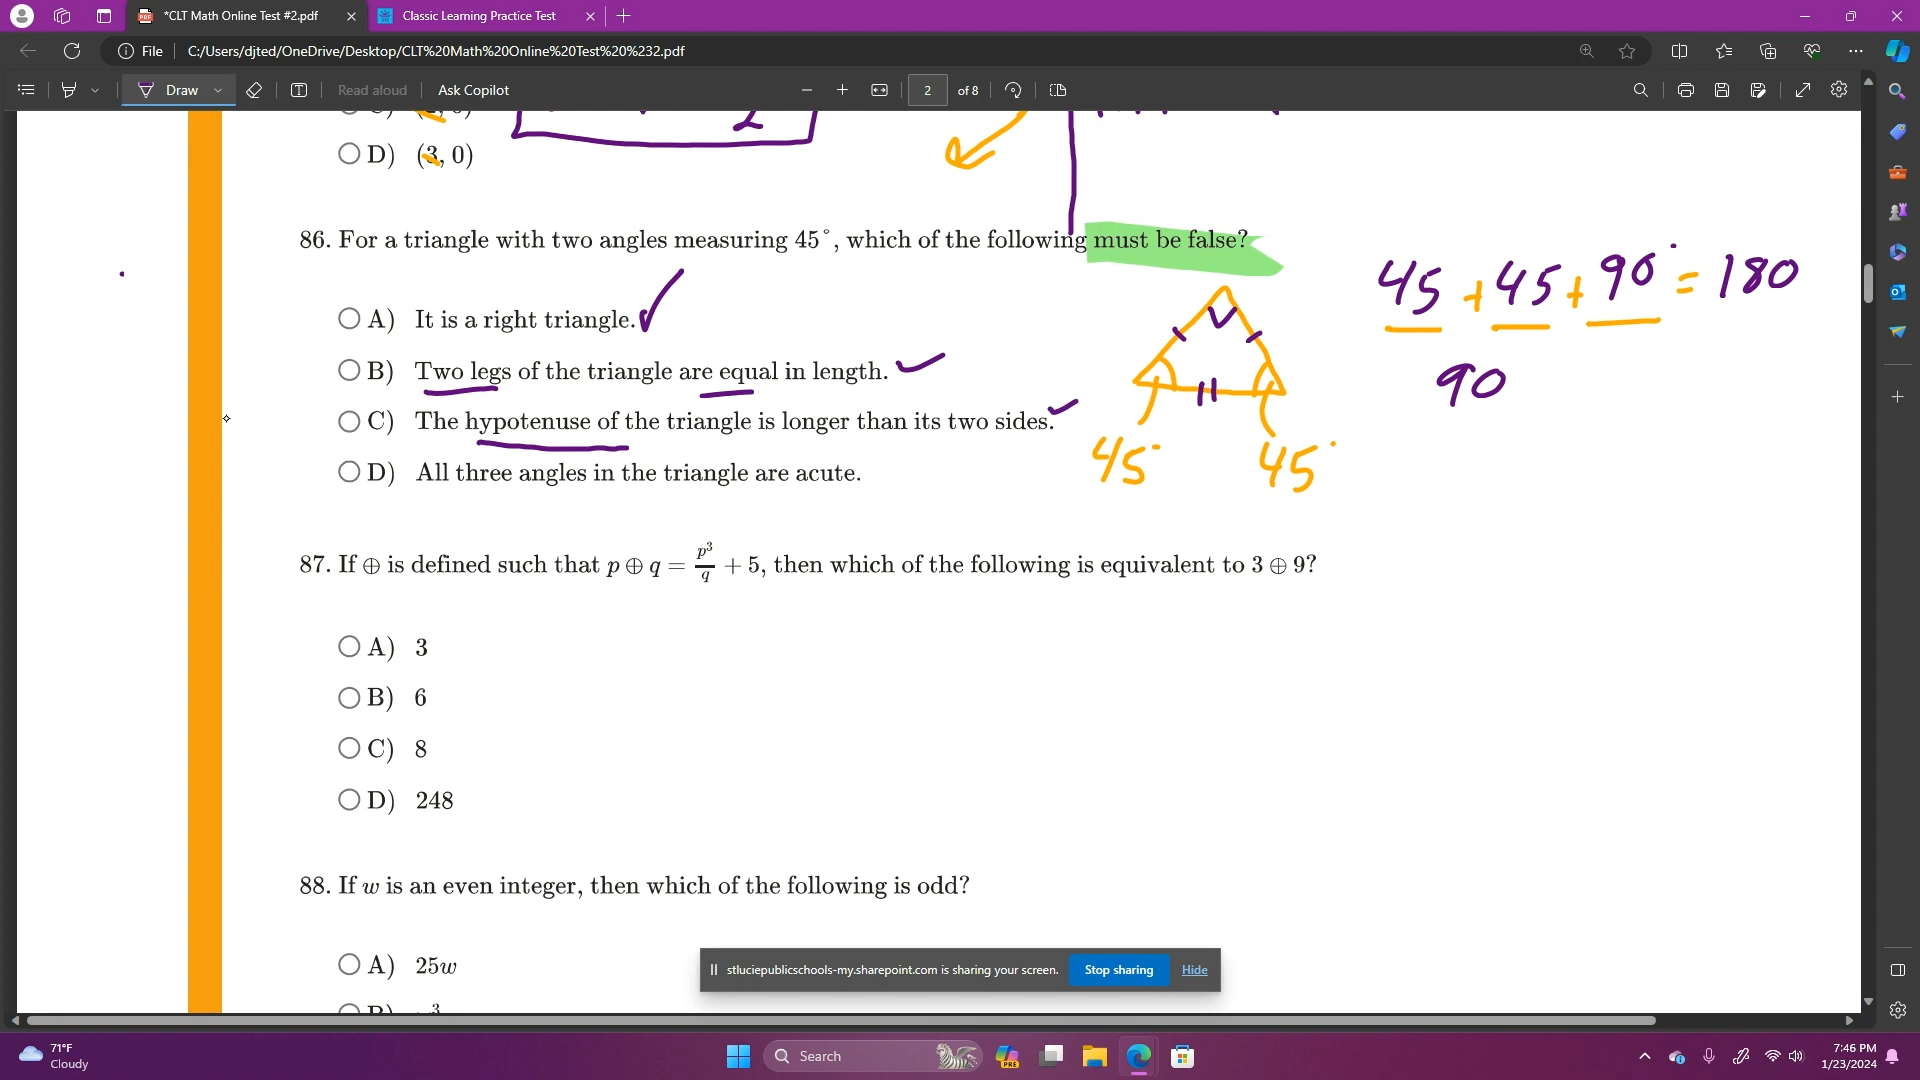 *CLT Math Online Test #2.pdf
Classic Learning Practice Test
File
C:/Users/djted/OneDrive/Desktop/CLT%20Math%20Online%20Test%20%232.pdf
Draw
Read aloud
Ask Copilot
2 of 8
D) (3, 0)
86. For a triangle with two angles measuring 45°, which of the following must be false?
A) It is a right triangle.
B) Two legs of the triangle are equal in length.
C) The hypotenuse of the triangle is longer than its two sides.
D) All three angles in the triangle are acute.
45 + 45 + 90° = 180
90
45° 45°
87. If ⊕ is defined such that p ⊕ q = p³/q + 5, then which of the following is equivalent to 3 ⊕ 9?
A) 3
B) 6
C) 8
D) 248
88. If w is an even integer, then which of the following is odd?
A) 25w
stluciepublicschools-my.sharepoint.com is sharing your screen.
Stop sharing
Hide
71°F
Cloudy
Search
PRE
7:46 PM
1/23/2024